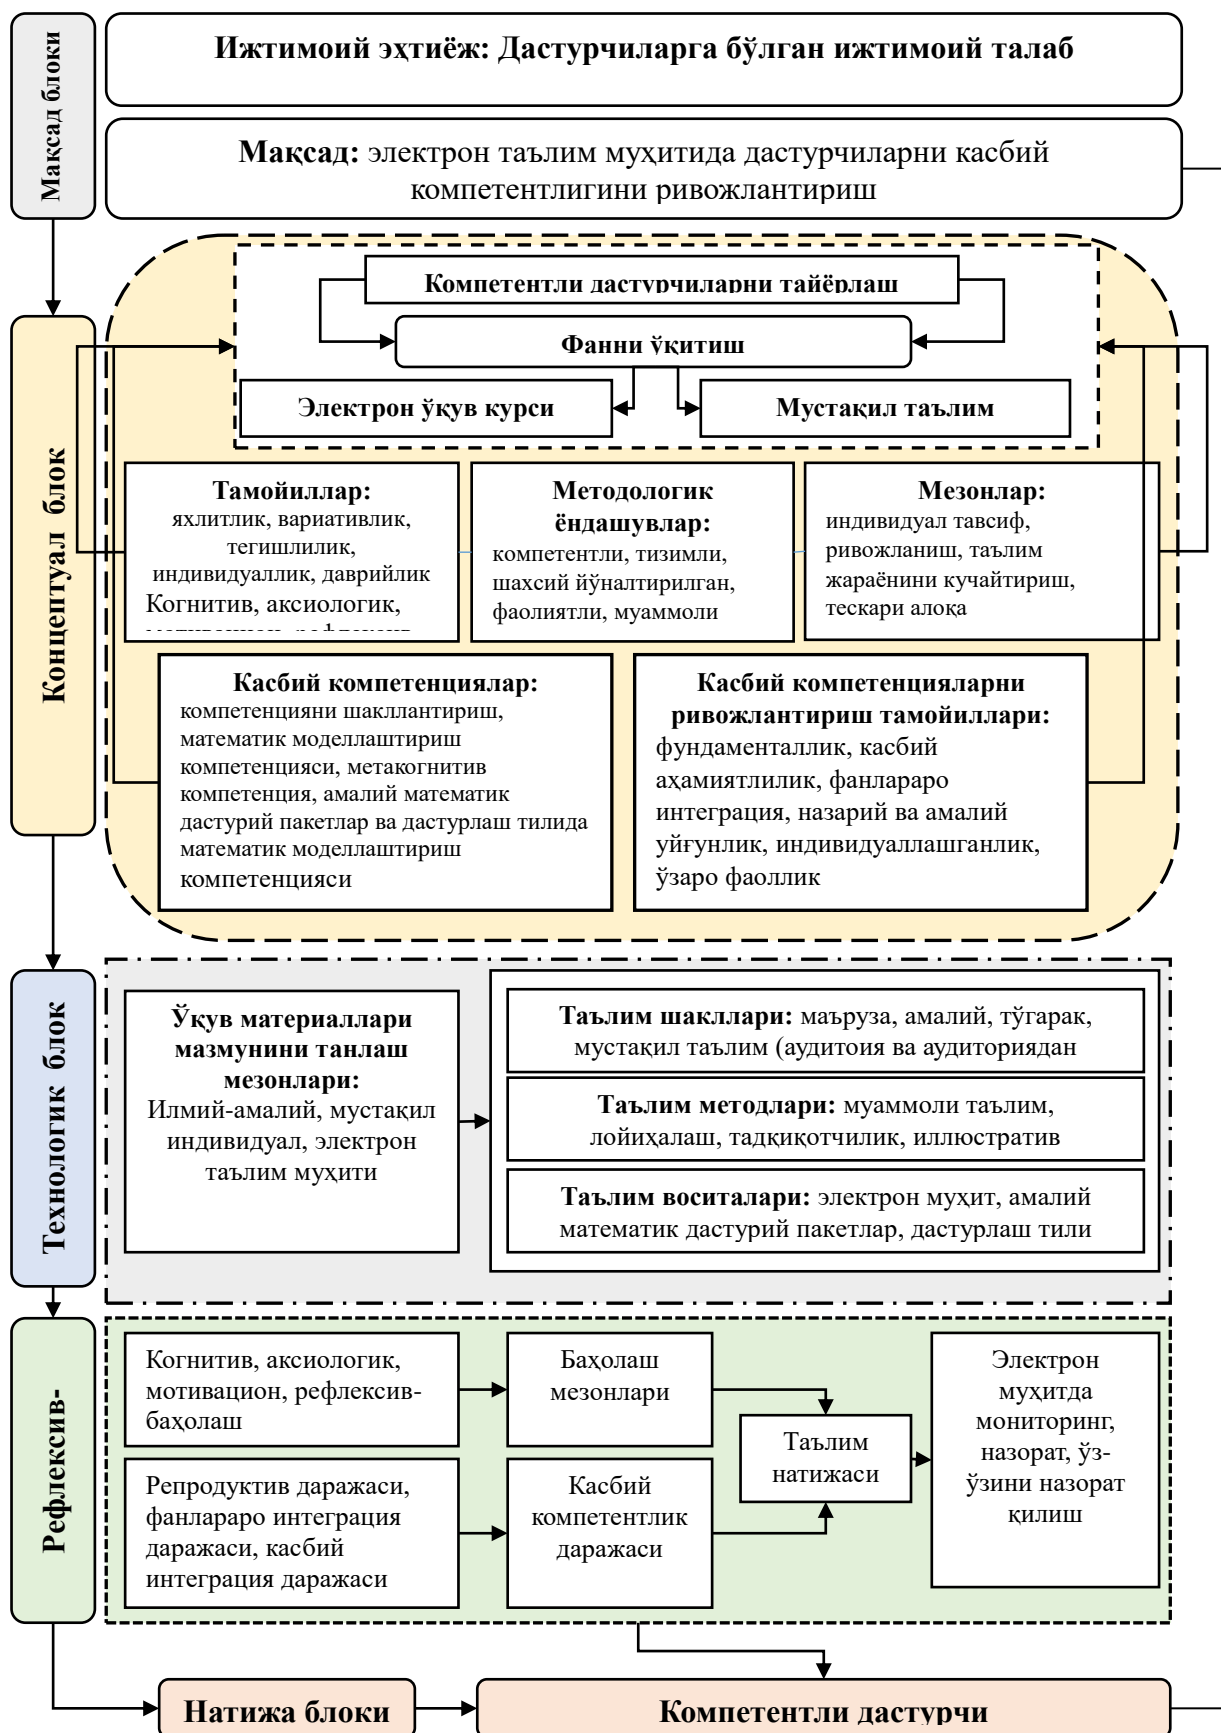 Мақсад блоки
Ижтимоий эҳтиёж: Дастурчиларга бўлган ижтимоий талаб
Мақсад: электрон таълим муҳитида дастурчиларни касбий
компетентлигини ривожлантириш
Концептуал блок
Компетентли дастурчиларни тайёрлаш
Фанни ўқитиш
Электрон ўқув курси
Мустақил таълим
Тамойиллар:
яхлитлик, вариативлик,
тегишлилик,
индивидуаллик, даврийлик
Когнитив, аксиологик,
Методологик
ёндашувлар:
компетентли, тизимли,
шахсий йўналтирилган,
фаолиятли, муаммоли
Мезонлар:
индивидуал тавсиф,
ривожланиш, таълим
жараёнини кучайтириш,
тескари алоқа
Касбий компетенциялар:
компетенцияни шакллантириш,
математик моделлаштириш
компетенцияси, метакогнитив
компетенция, амалий математик
дастурий пакетлар ва дастурлаш тилида
математик моделлаштириш
компетенцияси
Касбий компетенцияларни
ривожлантириш тамойиллари:
фундаменталлик, касбий
аҳамиятлилик, фанлараро
интеграция, назарий ва амалий
уйғунлик, индивидуаллашганлик,
ўзаро фаоллик
Технологик блок
Ўқув материаллари
мазмунини танлаш
мезонлари:
Илмий-амалий, мустақил
индивидуал, электрон
таълим муҳити
Таълим шакллари: маъруза, амалий, тўгарак,
мустақил таълим (аудитоия ва аудиториядан
Таълим методлари: муаммоли таълим,
лойиҳалаш, тадқиқотчилик, иллюстратив
Таълим воситалари: электрон муҳит, амалий
математик дастурий пакетлар, дастурлаш тили
Рефлексив-
Когнитив, аксиологик,
мотивацион, рефлексив-
баҳолаш
Баҳолаш
мезонлари
Репродуктив даражаси,
фанлараро интеграция
даражаси, касбий
интеграция даражаси
Касбий
компетентлик
даражаси
Таълим
натижаси
Электрон
муҳитда
мониторинг,
назорат, ўз-
ўзини назорат
қилиш
Натижа блоки
Компетентли дастурчи